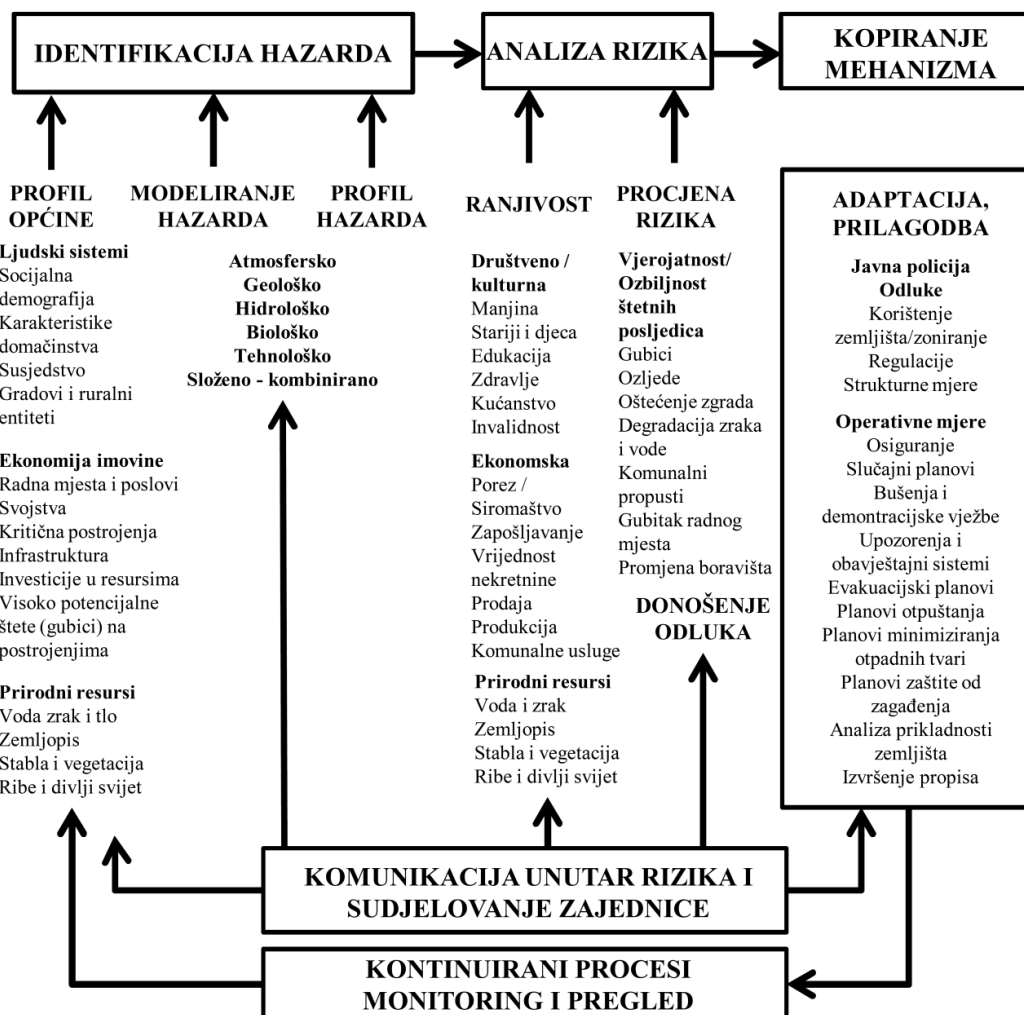 IDENTIFIKACIJA HAZARDA
ANALIZA RIZIKA
KOPIRANJE
MEHANIZMA
PROFIL
OPĆINE
Ljudski sistemi
Socijalna
demografija
Karakteristike
domačinstva
Susjedstvo
Gradovi i ruralni
entiteti
Ekonomija imovine
Radna mjesta i poslovi
Svojstva
Kritična postrojenja
Infrastruktura
Investicije u resursima
Visoko potencijalne
štete (gubici) na
postrojenjima
Prirodni resursi
Voda zrak i tlo
Zemljopis
Stabla i vegetacija
Ribe i divlji svijet
MODELIRANJE
HAZARDA
PROFIL
HAZARDA
Atmosfersko
Geološko
Hidrološko
Biološko
Tehnološko
Složeno - kombinirano
RANJIVOST
Društveno /
kulturna
Manjina
Stariji i djeca
Edukacija
Zdravlje
Kućanstvo
Invalidnost
Ekonomska
Porez /
Siromaštvo
Zapošljavanje
Vrijednost
nekretnine
Prodaja
Produkcija
Komunalne usluge
Prirodni resursi
Voda i zrak
Zemljopis
Stabla i vegetacija
Ribe i divlji svijet
PROCJENA
RIZIKA
Vjerojatnost/
Ozbiljnost
štetnih
posljedica
Gubici
Ozljede
Oštećenje zgrada
Degradacija zraka
i vode
Komunalni
propusti
Gubitak radnog
mjesta
Promjena boravišta
DONOŠENJE
ODLUKA
ADAPTACIJA,
PRILAGODBA
Javna policija
Odluke
Korištenje
zemljišta/zoniranje
Regulacije
Strukturne mjere
Operativne mjere
Osiguranje
Slučajni planovi
Bušenja i
demontracijske vježbe
Upozorenja i
obavještajni sistemi
Evakuacijski planovi
Planovi otpuštanja
Planovi minimiziranja
otpadnih tvari
Planovi zaštite od
zagađenja
Analiza prikladnosti
zemljišta
Izvršenje propisa
KOMUNIKACIJA UNUTAR RIZIKA I
SUDJELOVANJE ZAJEDNICE
KONTINUIRANI PROCESI
MONITORING I PREGLED